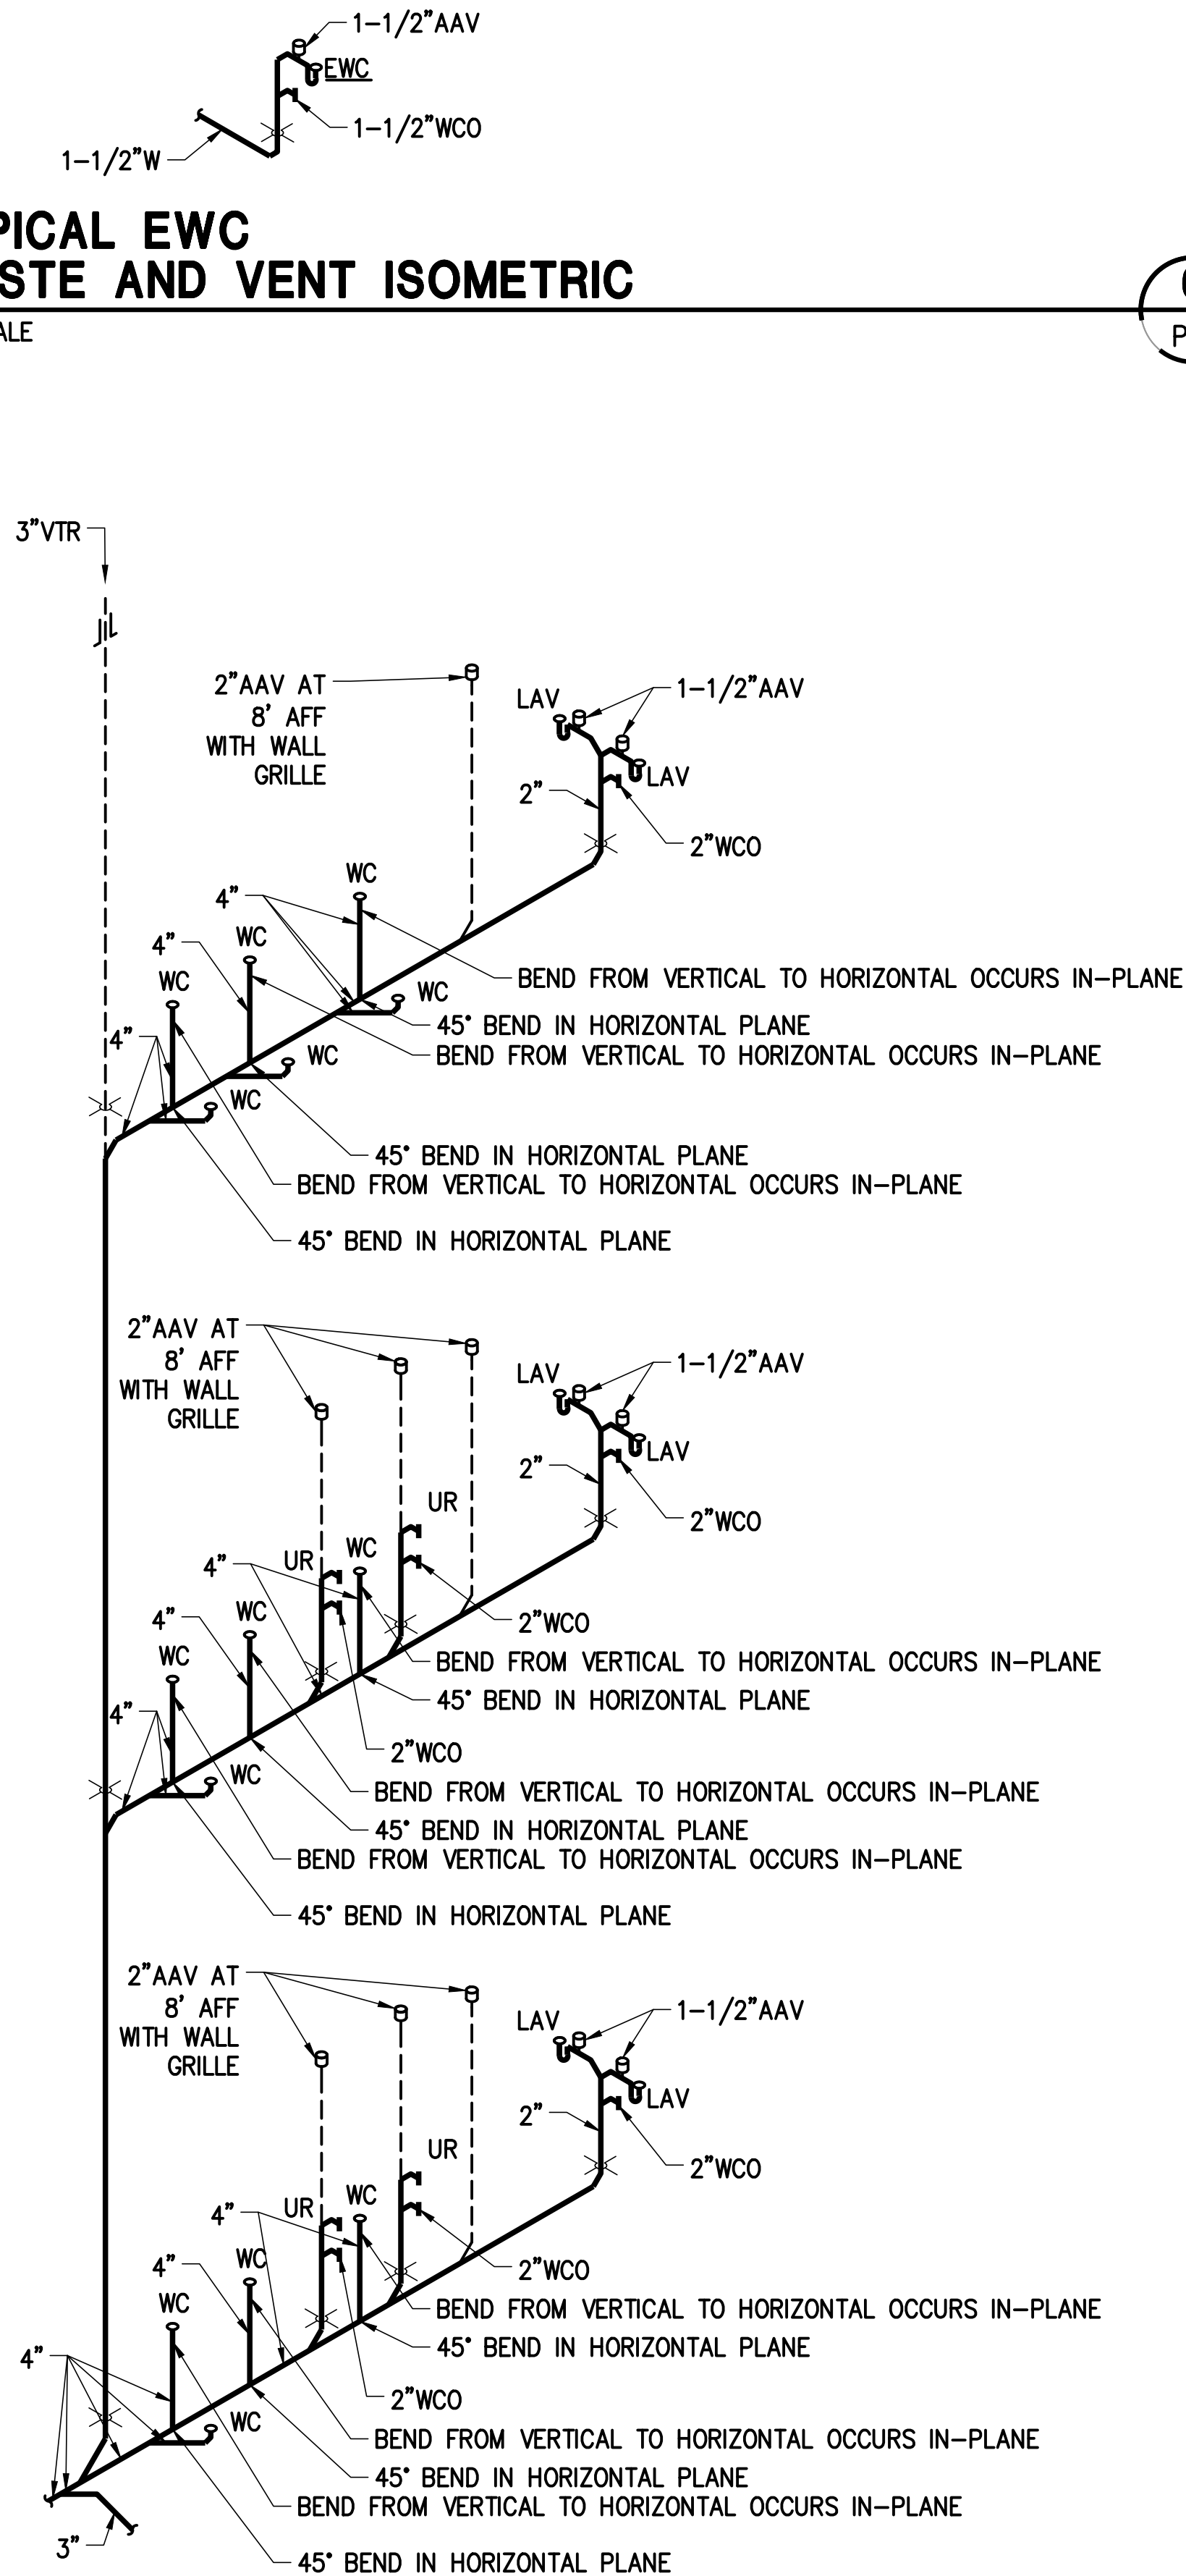 1-1/2"AAV
EWC
1-1/2"WCO
1-1/2"W
PICAL EWC
STE AND VENT ISOMETRIC
ALE
P
3"VTR
2"AAV AT
8' AFF
WITH WALL
GRILLE
LAV
1-1/2"AAV
LAV
2"
2"WCO
WC
4"
WC
4"
WC
BEND FROM VERTICAL TO HORIZONTAL OCCURS IN-PLANE
WC
45° BEND IN HORIZONTAL PLANE
4"
WC
BEND FROM VERTICAL TO HORIZONTAL OCCURS IN-PLANE
WC
45° BEND IN HORIZONTAL PLANE
BEND FROM VERTICAL TO HORIZONTAL OCCURS IN-PLANE
45° BEND IN HORIZONTAL PLANE
2"AAV AT
8' AFF
WITH WALL
GRILLE
LAV
1-1/2"AAV
LAV
2"
2"WCO
UR
UR
WC
4"
WC
4"
2"WCO
WC
BEND FROM VERTICAL TO HORIZONTAL OCCURS IN-PLANE
45° BEND IN HORIZONTAL PLANE
4"
2"WCO
WC
BEND FROM VERTICAL TO HORIZONTAL OCCURS IN-PLANE
45° BEND IN HORIZONTAL PLANE
BEND FROM VERTICAL TO HORIZONTAL OCCURS IN-PLANE
45° BEND IN HORIZONTAL PLANE
2"AAV AT
8' AFF
WITH WALL
GRILLE
LAV
1-1/2"AAV
LAV
2"
2"WCO
UR
UR
WC
4"
WC
4"
2"WCO
WC
BEND FROM VERTICAL TO HORIZONTAL OCCURS IN-PLANE
45° BEND IN HORIZONTAL PLANE
4"
2"WCO
WC
BEND FROM VERTICAL TO HORIZONTAL OCCURS IN-PLANE
45° BEND IN HORIZONTAL PLANE
BEND FROM VERTICAL TO HORIZONTAL OCCURS IN-PLANE
3"
45° BEND IN HORIZONTAL PLANE